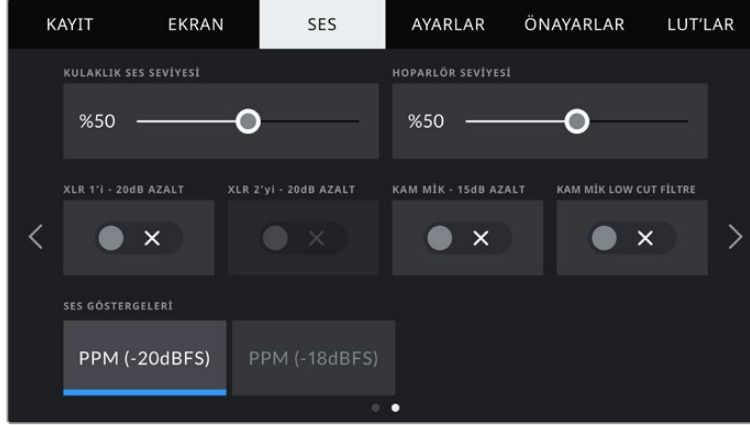 KAYIT EKRAN SES AYARLAR ÖNAYARLAR LUT'LAR
KULAKLIK SES SEVİYESİ HOPARLÖR SEVİYESİ
%50 %50
XLR 1'i - 20dB AZALT XLR 2'yi - 20dB AZALT KAM MİK - 15dB AZALT KAM MİK LOW CUT FİLTRE
SES GÖSTERGELERİ
PPM (-20dBFS) PPM (-18dBFS)